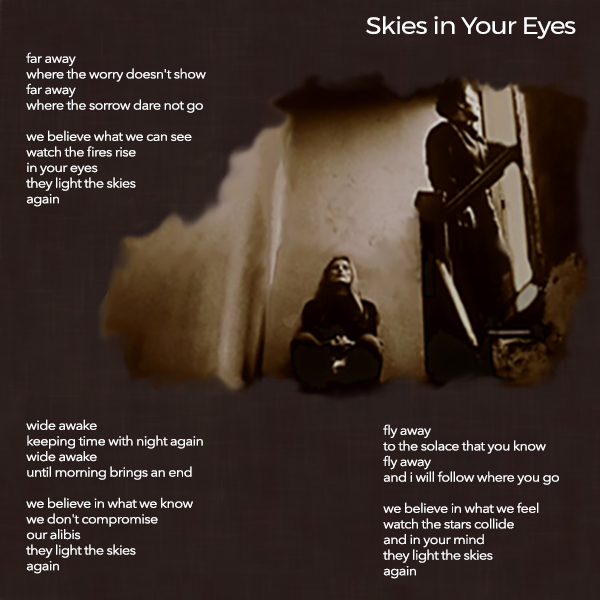 Skies in Your Eyes
far away
where the worry doesn't show
far away
where the sorrow dare not go
we believe what we can see
watch the fires rise
in your eyes
they light the skies
again
wide awake
keeping time with night again
wide awake
until morning brings an end
we believe in what we know
we don't compromise
our alibis
they light the skies
again
fly away
to the solace that you know
fly away
and i will follow where you go
we believe in what we feel
watch the stars collide
and in your mind
they light the skies
again